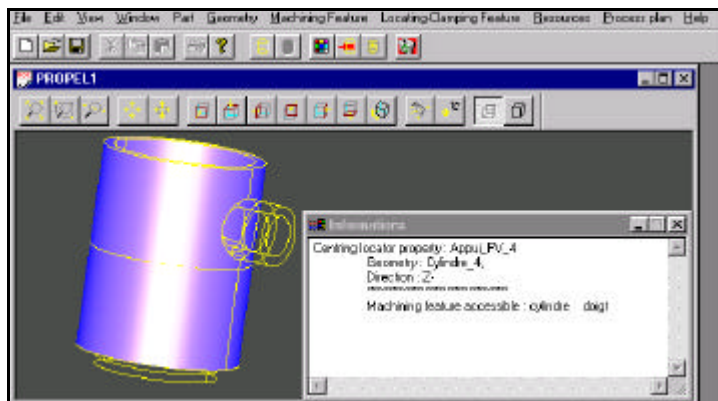 File Edit View Window Part Geometry Machining Feature Locating-Clamping Feature Resources Process plan Help
PROPEL1
Informations
Centring locator property : Appui_PV_4
Geometry : Cylindre_4,
Direction : Z-
Machining feature accessible : cylindre doigt